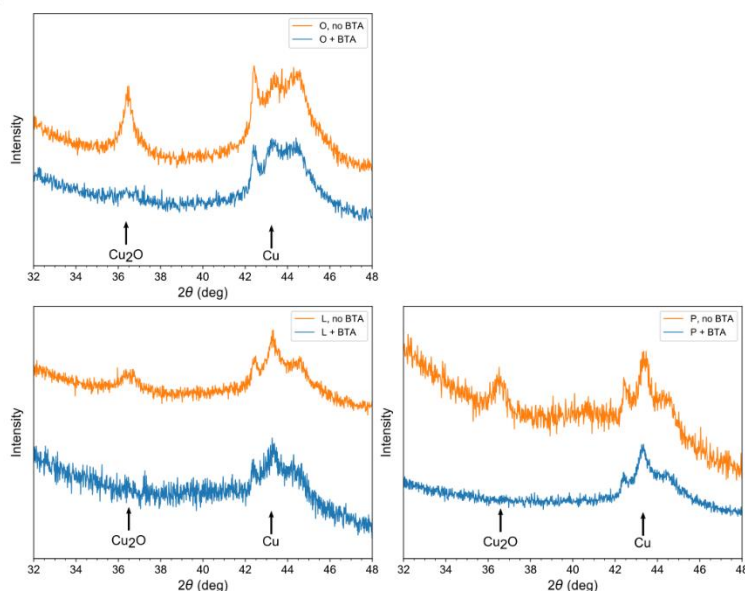 O, no BTA
O + BTA
Intensity
Cu2O
Cu
32 34 36 38 40 42 44 46 48
2θ (deg)
L, no BTA
L + BTA
Intensity
Cu2O
Cu
32 34 36 38 40 42 44 46 48
2θ (deg)
P, no BTA
P + BTA
Intensity
Cu2O
Cu
32 34 36 38 40 42 44 46 48
2θ (deg)